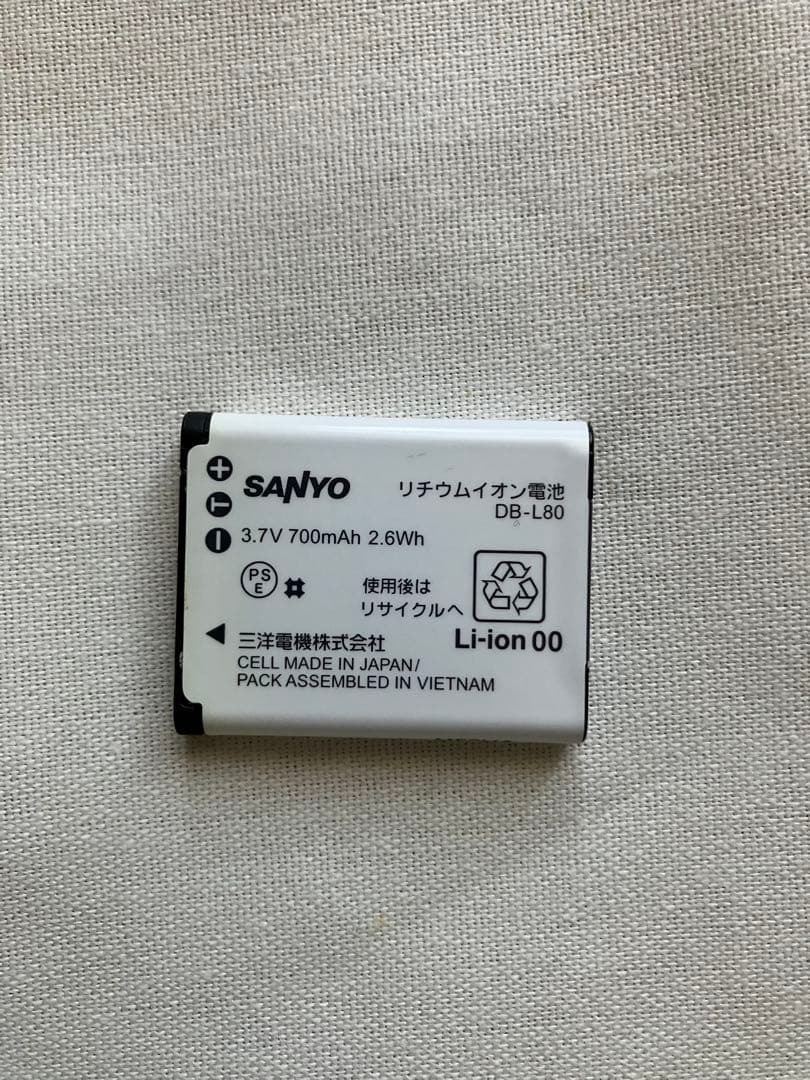 SANYO
リチウムイオン電池
DB-L80
+
T
-
3.7V 700mAh 2.6Wh
PS
E
使用後は
リサイクルへ
Li-ion 00
三洋電機株式会社
CELL MADE IN JAPAN/
PACK ASSEMBLED IN VIETNAM